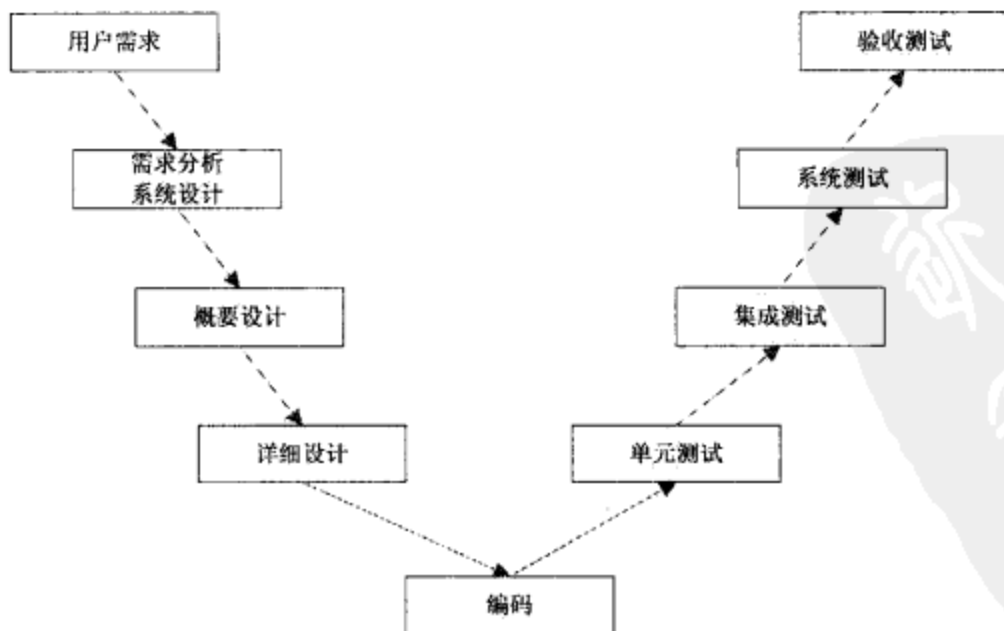 用户需求
验收测试
需求分析
系统设计
系统测试
概要设计
集成测试
详细设计
单元测试
编码